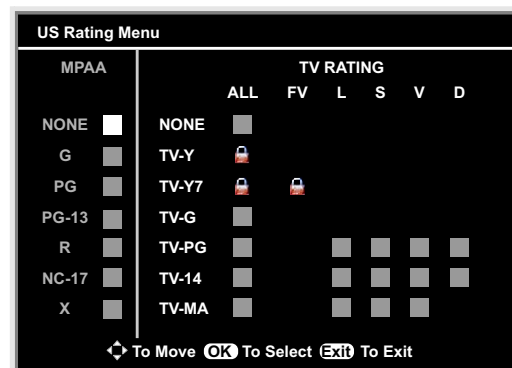 US Rating Menu
MPAA TV RATING
ALL FV L S V D
NONE NONE
G TV-Y
PG TV-Y7
PG-13 TV-G
R TV-PG
NC-17 TV-14
X TV-MA
To Move OK To Select Exit To Exit